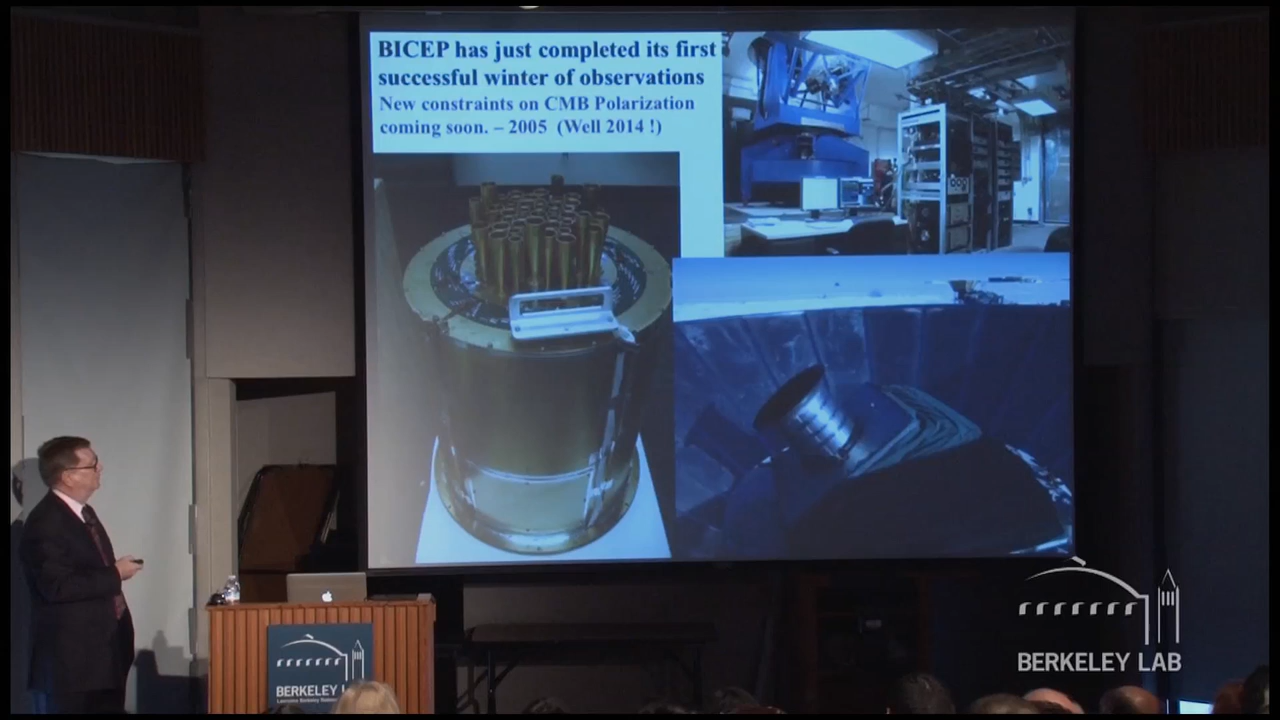 BICEP has just completed its first
successful winter of observations
New constraints on CMB Polarization
coming soon. – 2005 (Well 2014 !)
BERKELEY LAB
BERKELEY L